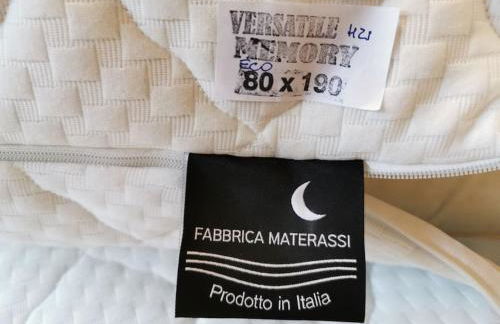 VERSATILE H21
MEMORY
ECO
80 x 190
FABBRICA MATERASSI
Prodotto in Italia